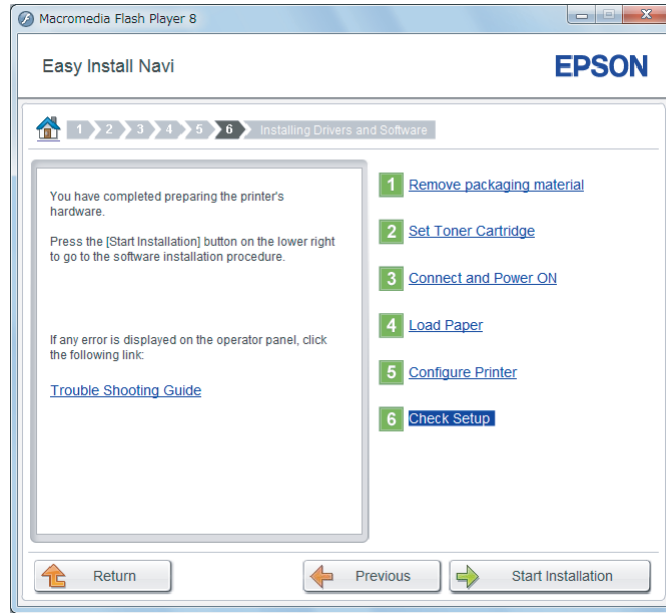 Macromedia Flash Player 8
Easy Install Navi
EPSON
1 2 3 4 5 6 Installing Drivers and Software
You have completed preparing the printer's
hardware.
Press the [Start Installation] button on the lower right
to go to the software installation procedure.
If any error is displayed on the operator panel, click
the following link:
Trouble Shooting Guide
1 Remove packaging material
2 Set Toner Cartridge
3 Connect and Power ON
4 Load Paper
5 Configure Printer
6 Check Setup
Return
Previous
Start Installation